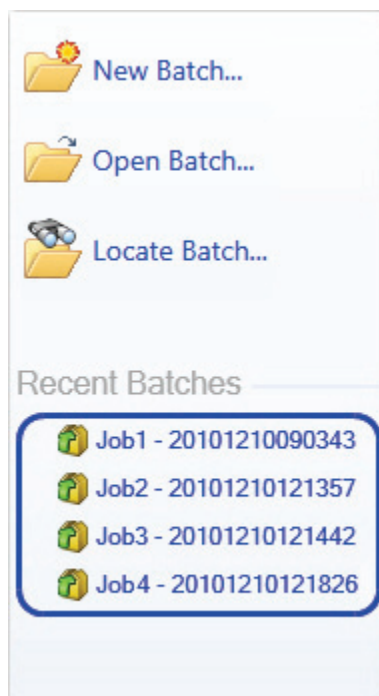 New Batch...
Open Batch...
Locate Batch...
Recent Batches
Job1 - 20101210090343
Job2 - 20101210121357
Job3 - 20101210121442
Job4 - 20101210121826